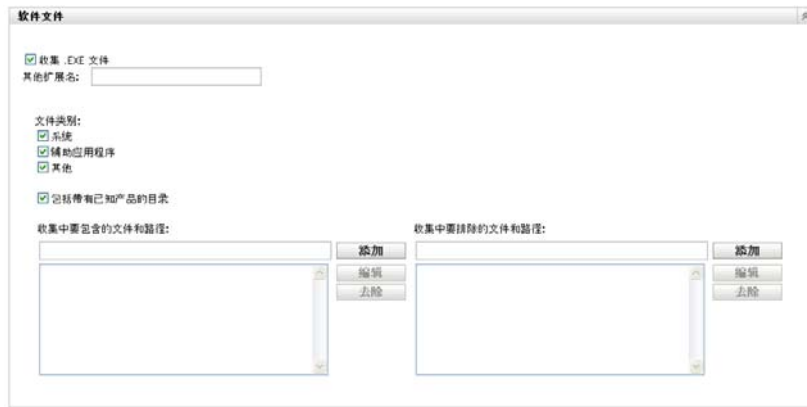 软件文件
收集 .EXE 文件
其他扩展名:
文件类别:
系统
辅助应用程序
其他
包括带有已知产品的目录
收集中要包含的文件和路径:
收集中要排除的文件和路径:
添加
添加
编辑
编辑
去除
去除